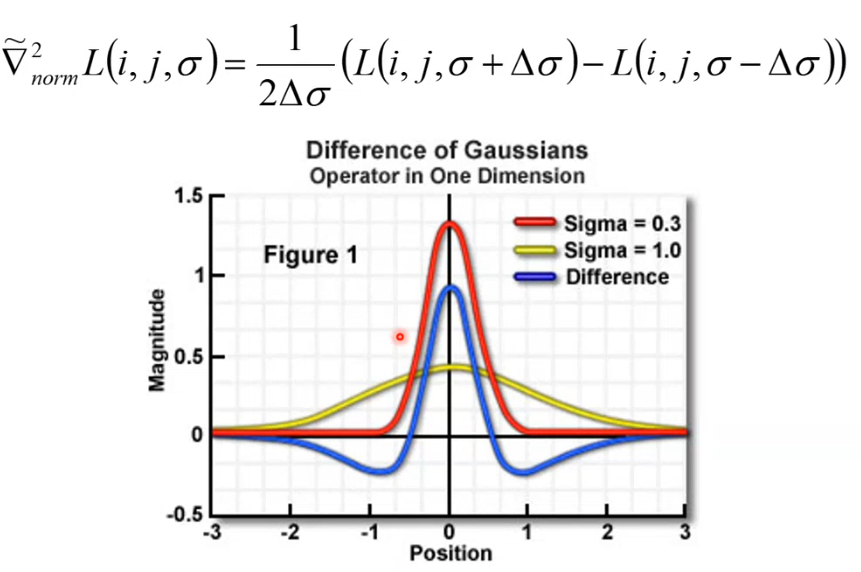 ∇̃²norm L(i, j, σ) = 1/2Δσ (L(i, j, σ + Δσ) − L(i, j, σ − Δσ))
Difference of Gaussians
Operator in One Dimension
1.5
1
0.5
0
-0.5
Magnitude
Figure 1
Sigma = 0.3
Sigma = 1.0
Difference
-3 -2 -1 0 1 2 3
Position